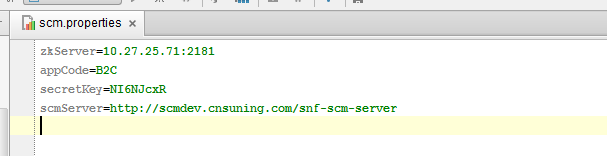 scm.properties
zkServer=10.27.25.71:2181
appCode=B2C
secretKey=NI6NJcxR
scmServer=http://scmdev.cnsuning.com/snf-scm-server